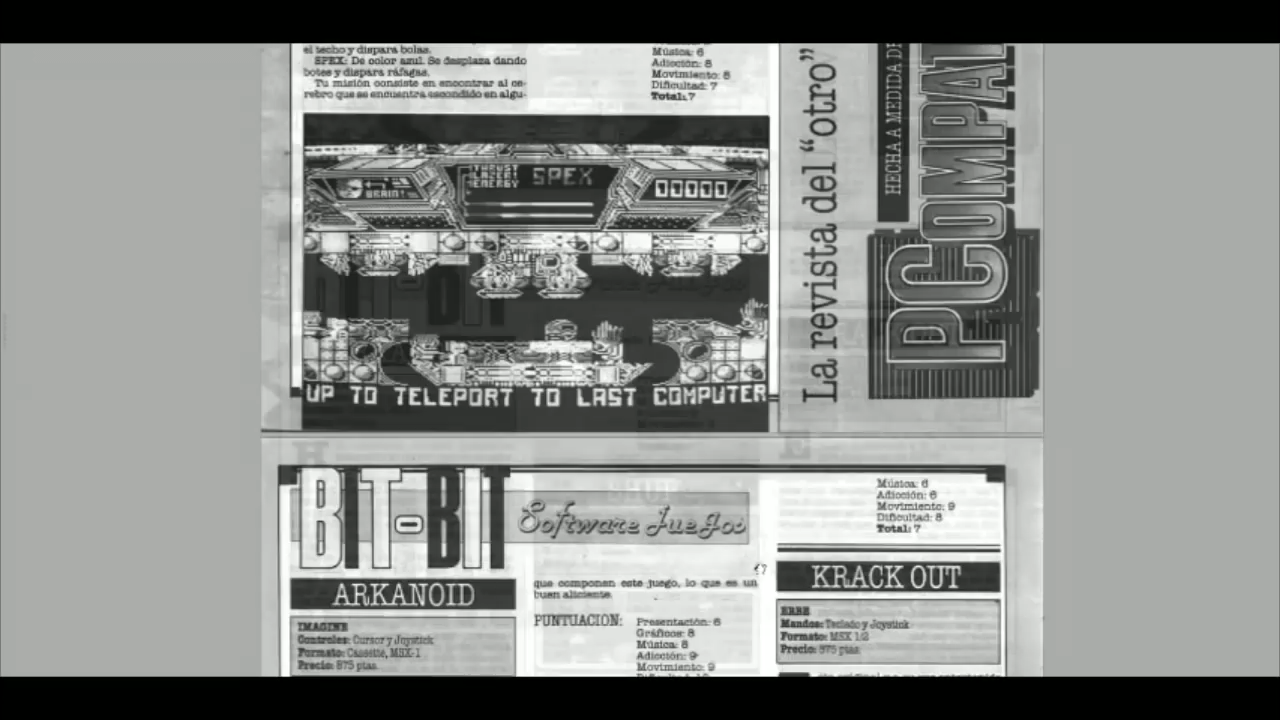 el techo y dispara bolas.
SPEX: De color azul. Se desplaza dando
botes y dispara ráfagas.
Tu misión consiste en encontrar al ce-
rebro que se encuentra escondido en algu-
Música: 6
Adicción: 8
Movimiento: 8
Dificultad: 7
Total: 7
BRAIN!
THRUST
LASER!
ENERGY
SPEX
00000
UP TO TELEPORT TO LAST COMPUTER
La revista del "otro"
HECHA A MEDIDA DE
PC COMPAT
BIT-BIT
Software Juegos
ARKANOID
IMAGINE
Controles: Cursor y Joystick
Formato: Cassette, MSX-1
Precio: 875 ptas.
que componen este juego, lo que es un
buen aliciente.
PUNTUACION:
Presentación: 6
Gráficos: 8
Música: 8
Adicción: 9
Movimiento: 9
Música: 6
Adicción: 6
Movimiento: 9
Dificultad: 8
Total: 7
KRACK OUT
ERBE
Mandos: Teclado y Joystick
Formato: MSX 1/2
Precio: 875 ptas.